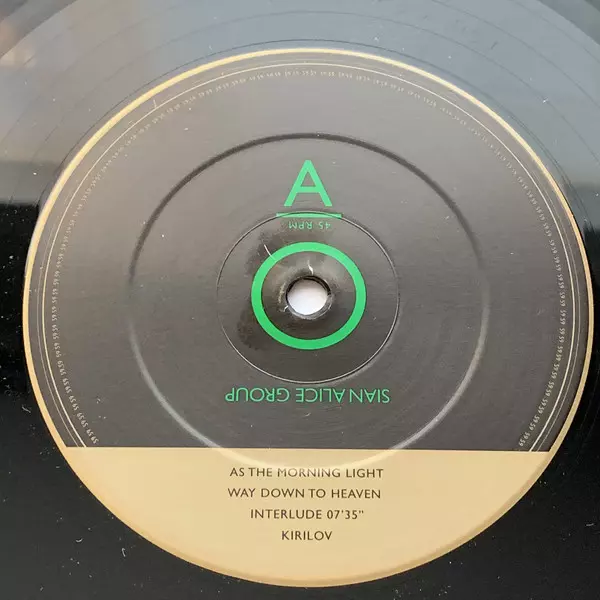 A
45 RPM
SIAN ALICE GROUP
AS THE MORNING LIGHT
WAY DOWN TO HEAVEN
INTERLUDE 07'35"
KIRILOV